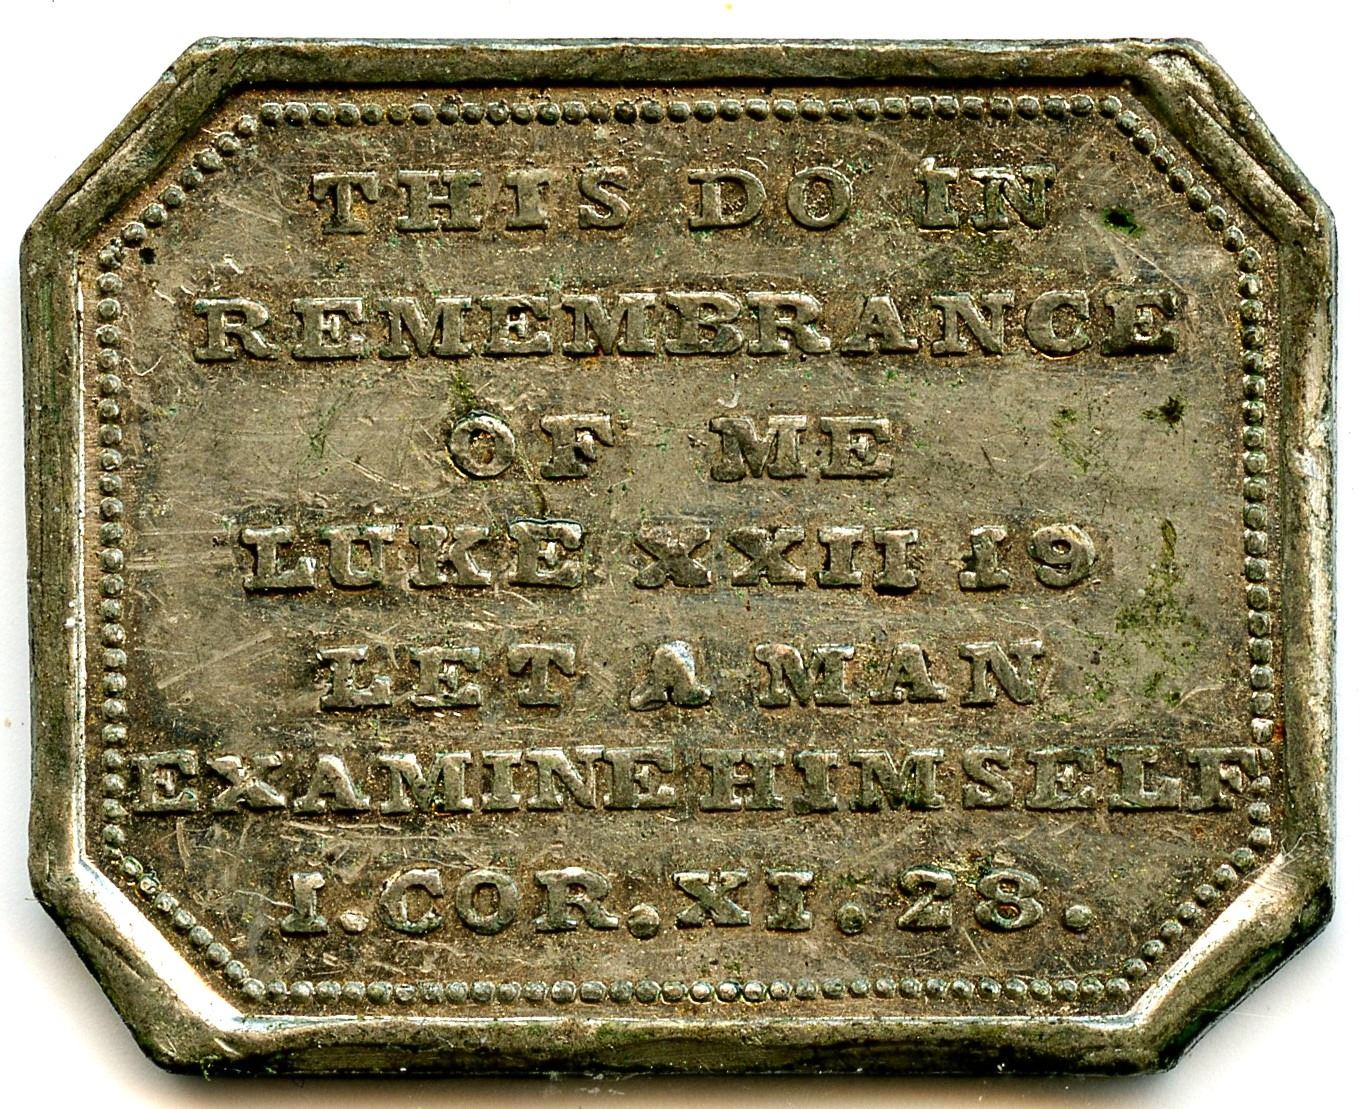 THIS DO IN
REMEMBRANCE
OF ME
LUKE XXII 19
LET A MAN
EXAMINE HIMSELF
I.COR.XI.28.